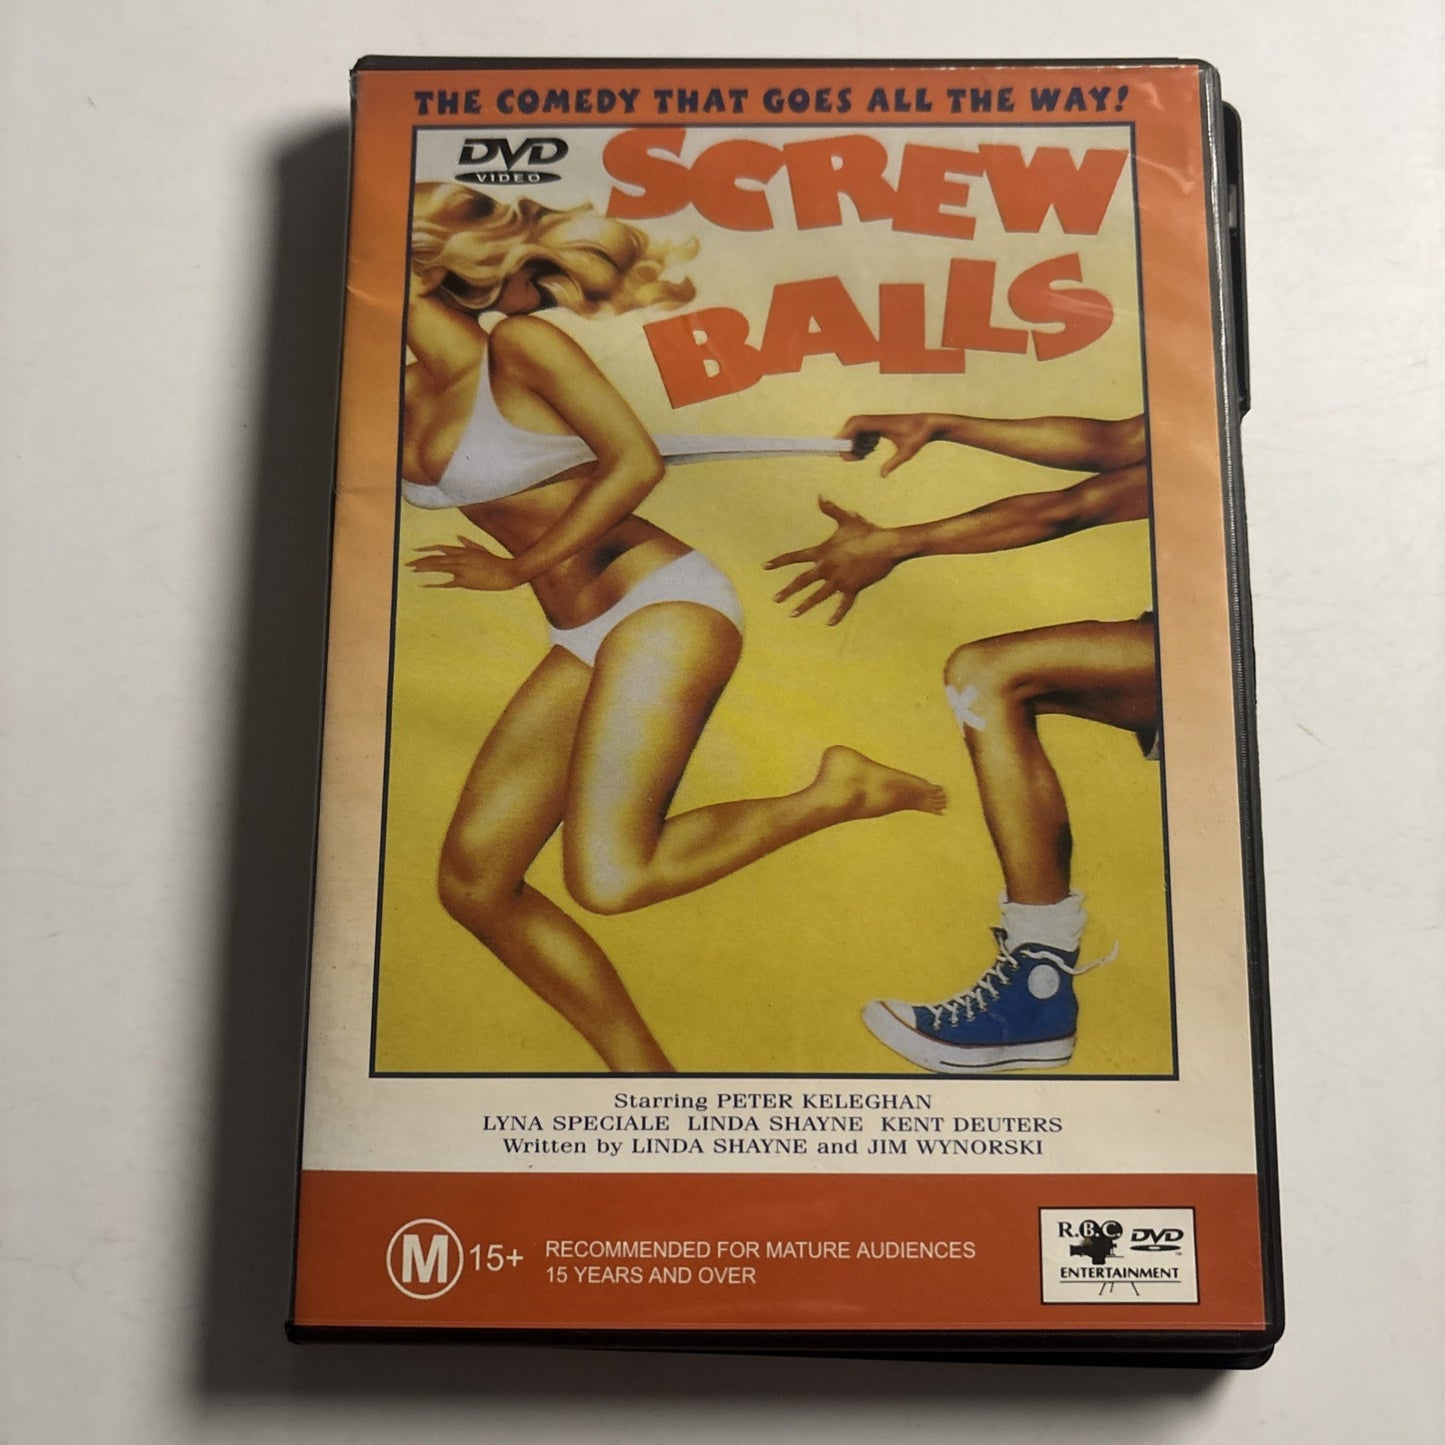 THE COMEDY THAT GOES ALL THE WAY!
DVD
VIDEO
SCREW
BALLS
Starring PETER KELEGHAN
LYNA SPECIALE LINDA SHAYNE KENT DEUTERS
Written by LINDA SHAYNE and JIM WYNORSKI
M 15+ RECOMMENDED FOR MATURE AUDIENCES
15 YEARS AND OVER
R.B.C DVD
ENTERTAINMENT